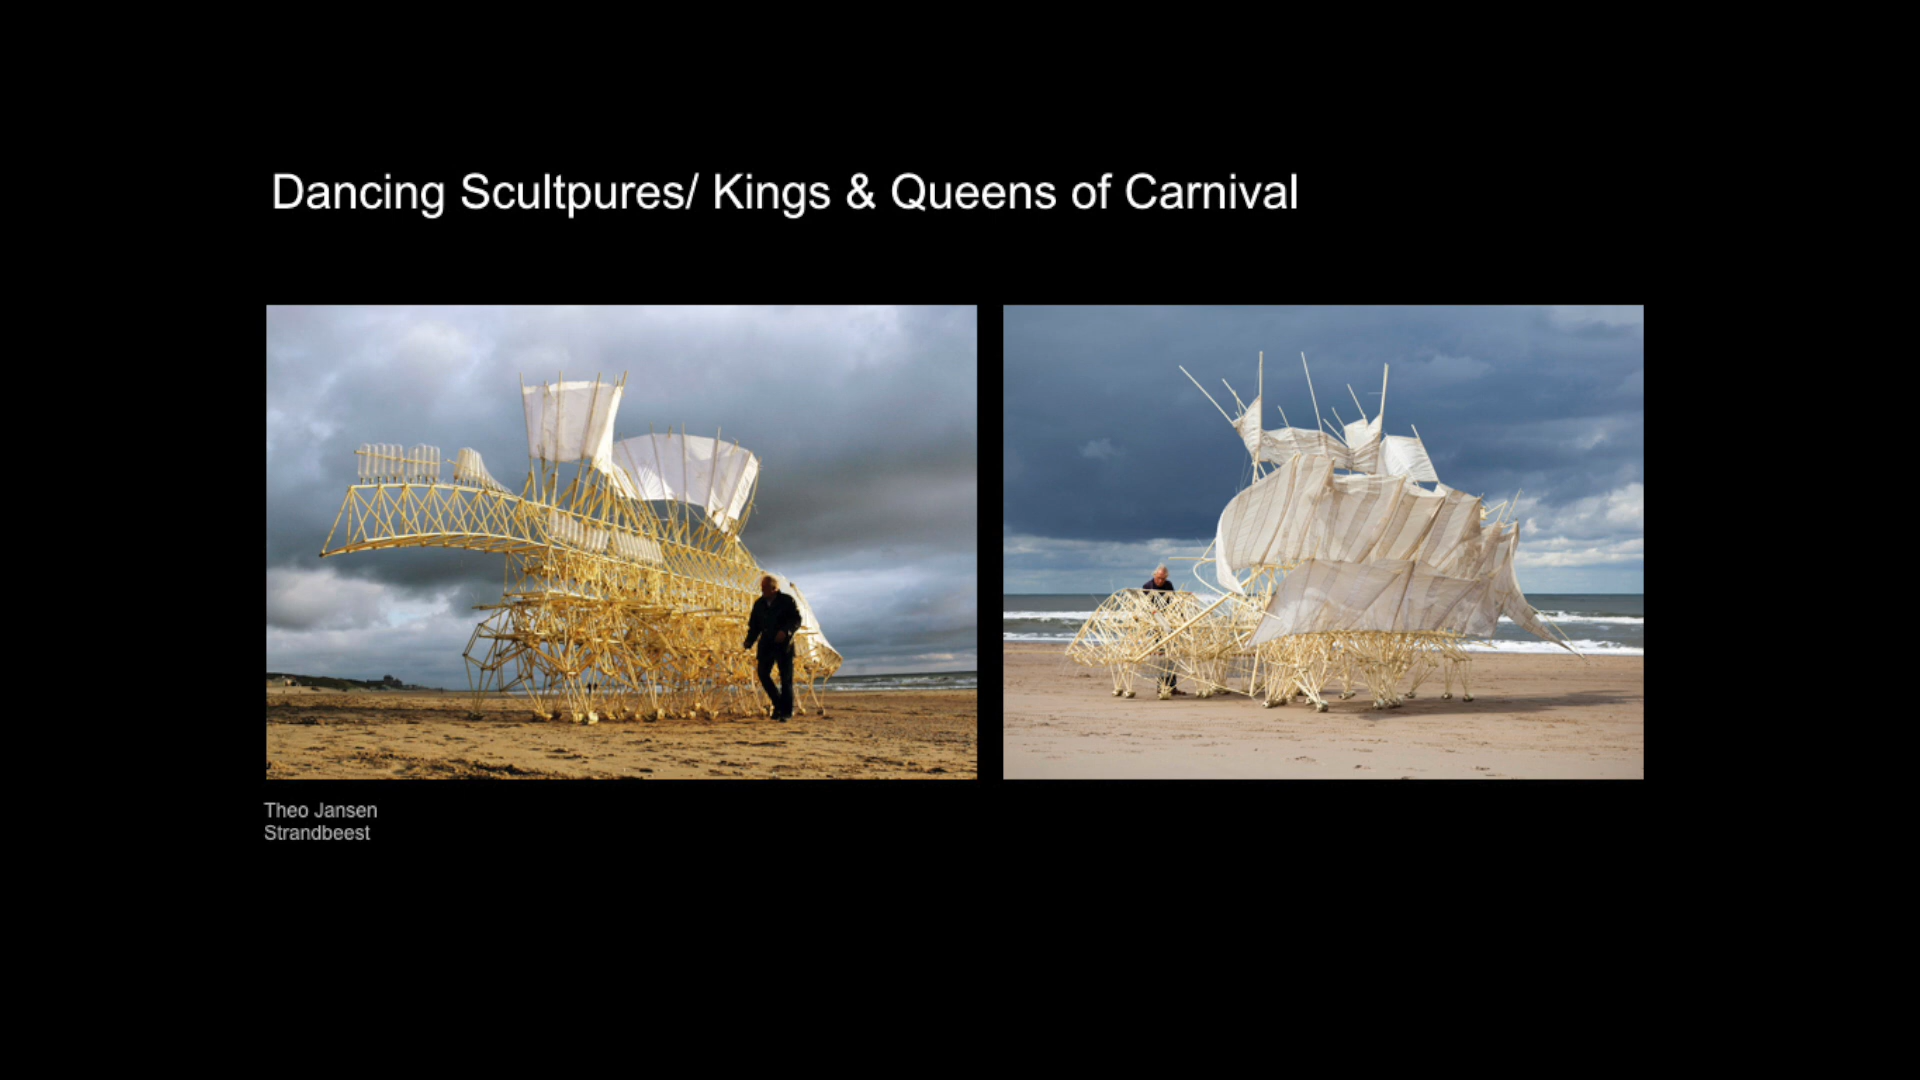 Dancing Scultpures/ Kings & Queens of Carnival
Theo Jansen
Strandbeest